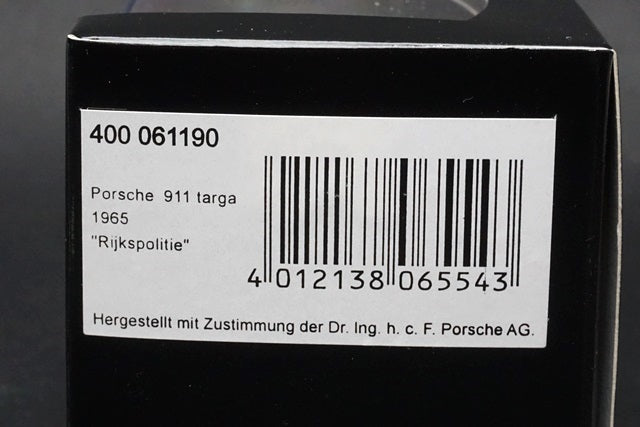 400 061190
Porsche 911 targa
1965
"Rijkspolitie"
4 012138 065543
Hergestellt mit Zustimmung der Dr. Ing. h. c. F. Porsche AG.